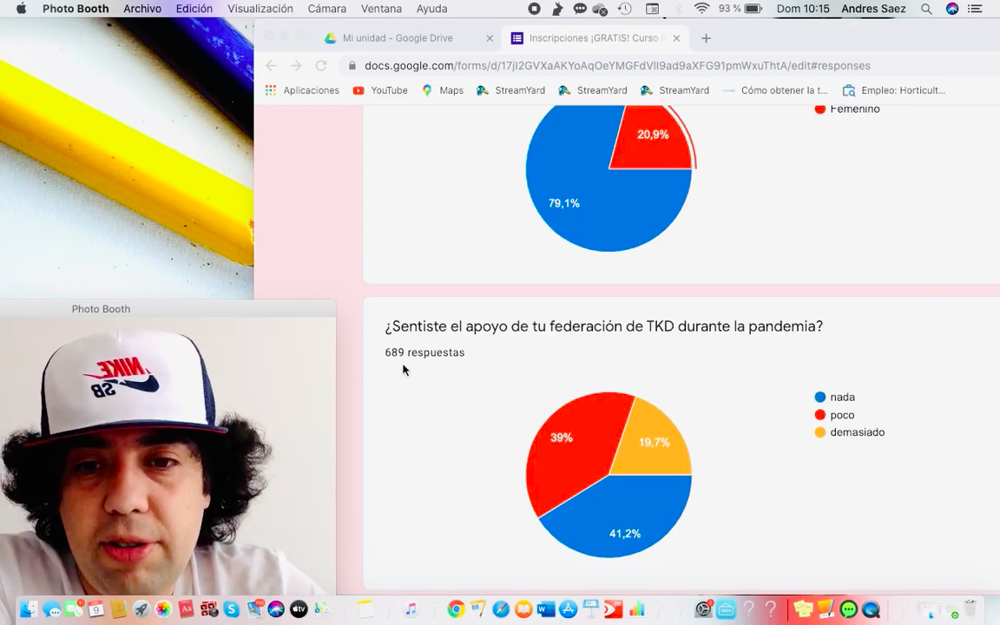 Photo Booth Archivo Edición Visualización Cámara Ventana Ayuda 93 % Dom 10:15 Andres Saez
Mi unidad - Google Drive Inscripciones ¡GRATIS! Curso
docs.google.com/forms/d/17jI2GVXaAKYoAqOeYMGFdVlI9ad9aXFG91pmWxuThtA/edit#responses
Aplicaciones YouTube Maps StreamYard StreamYard StreamYard Cómo obtener la t... Empleo: Horticult...
Femenino
20,9%
79,1%
Photo Booth
¿Sentiste el apoyo de tu federación de TKD durante la pandemia?
689 respuestas
nada
poco
demasiado
39%
19,7%
41,2%
NIKE
SB